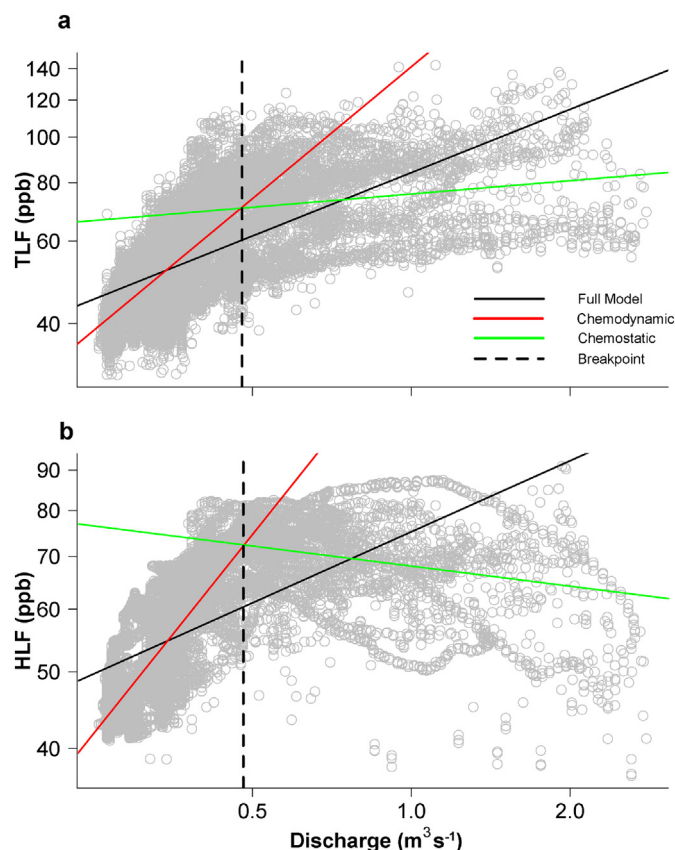 a
140
120
100
80
60
40
TLF (ppb)
Full Model
Chemodynamic
Chemostatic
Breakpoint
b
90
80
70
60
50
40
HLF (ppb)
0.5 1.0 2.0
Discharge (m³s⁻¹)